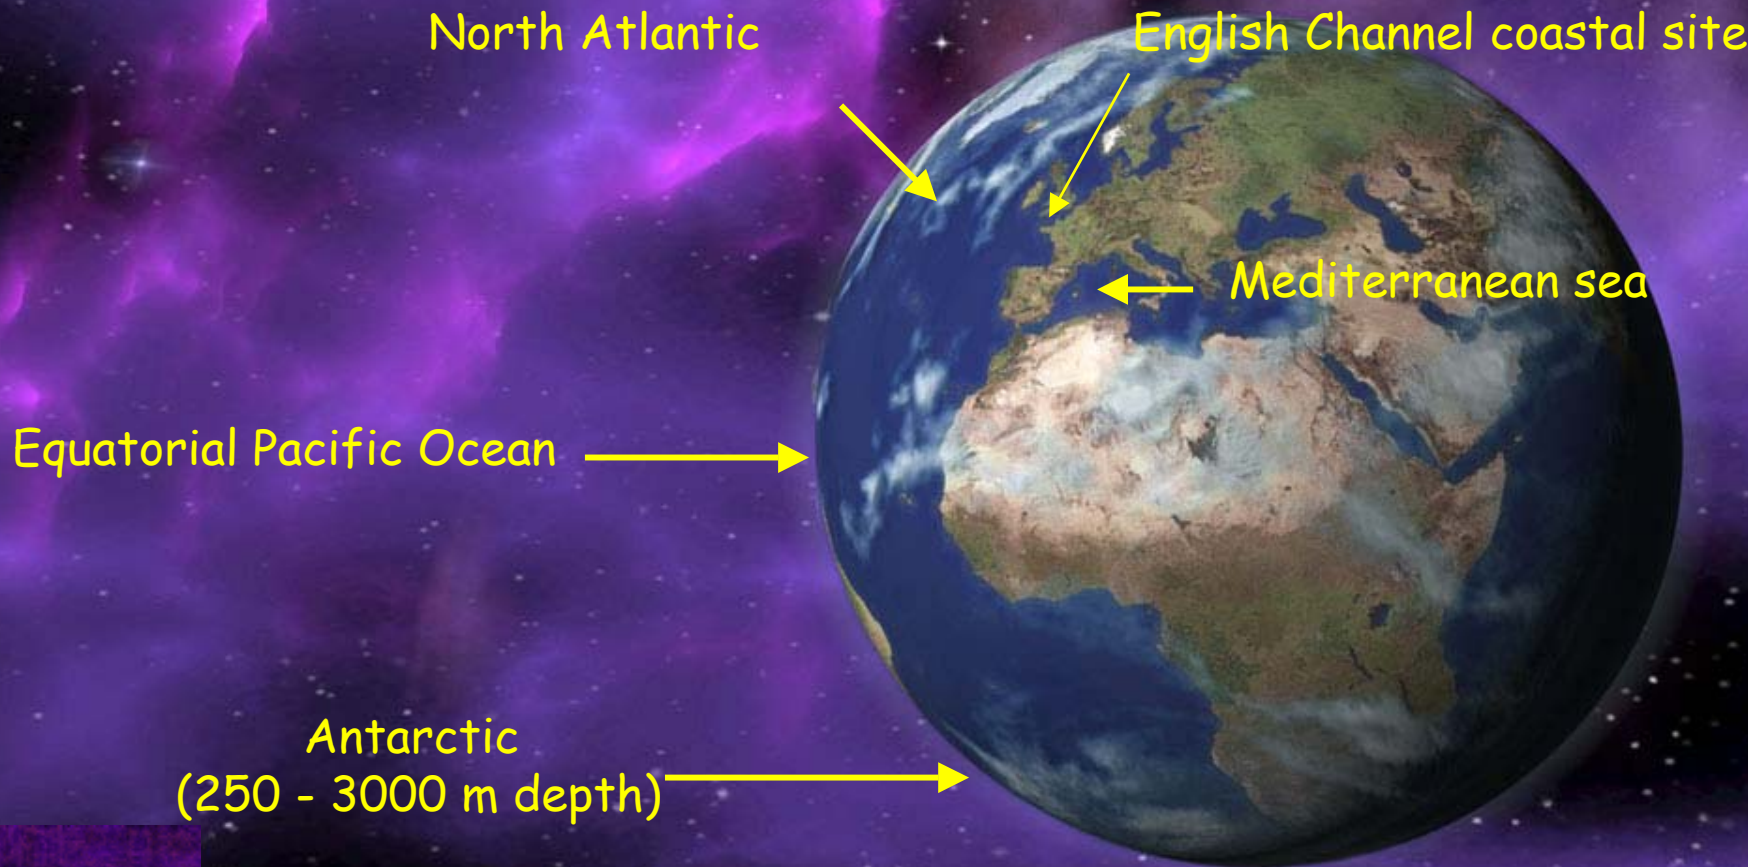 North Atlantic
English Channel coastal site
Mediterranean sea
Equatorial Pacific Ocean
Antarctic
(250 - 3000 m depth)